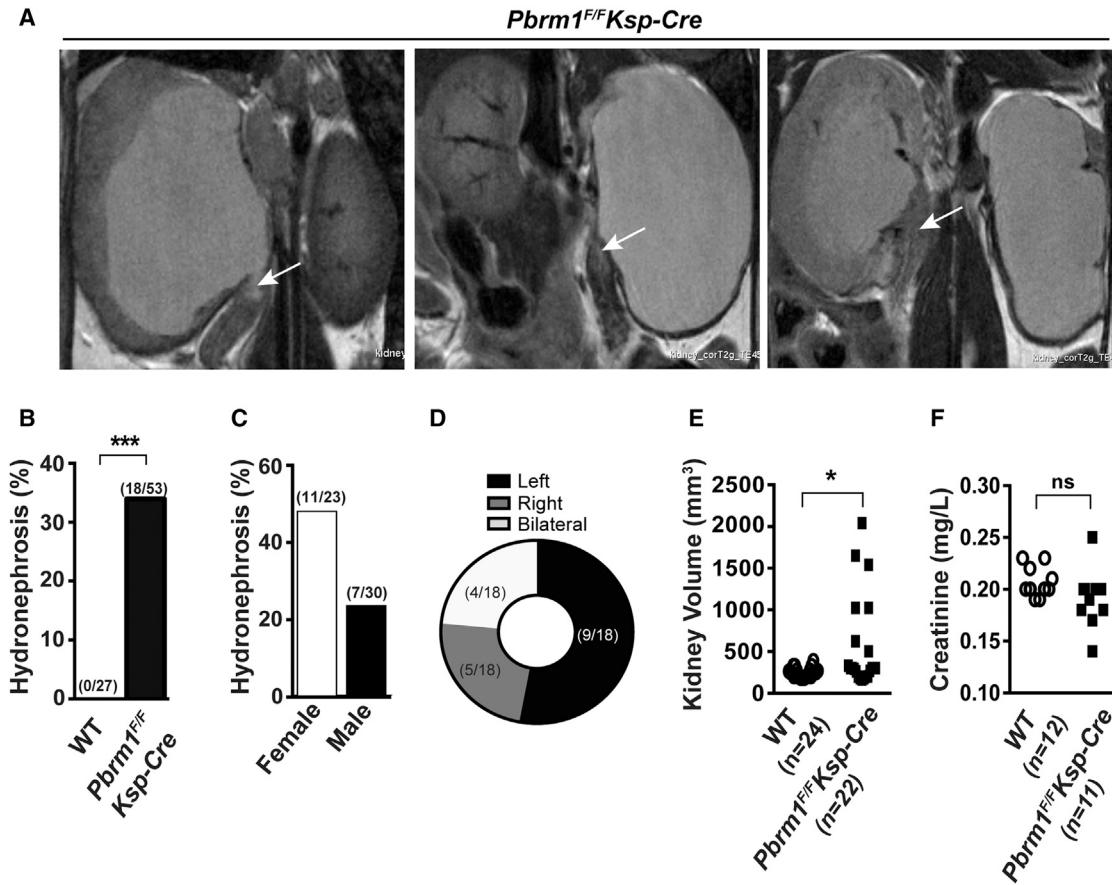 A
Pbrm1F/FKsp-Cre
kidney
kidney_corT2g_TE45
kidney_corT2g_TE4
B
Hydronephrosis (%)
40
30
20
10
0
***
(18/53)
(0/27)
WT
Pbrm1F/F
Ksp-Cre
C
Hydronephrosis (%)
60
40
20
0
(11/23)
(7/30)
Female
Male
D
Left
Right
Bilateral
(4/18)
(9/18)
(5/18)
E
Kidney Volume (mm3)
2500
2000
1500
1000
500
0
*
WT
(n=24)
Pbrm1F/FKsp-Cre
(n=22)
F
Creatinine (mg/L)
0.30
0.25
0.20
0.15
0.10
ns
WT
(n=12)
Pbrm1F/FKsp-Cre
(n=11)